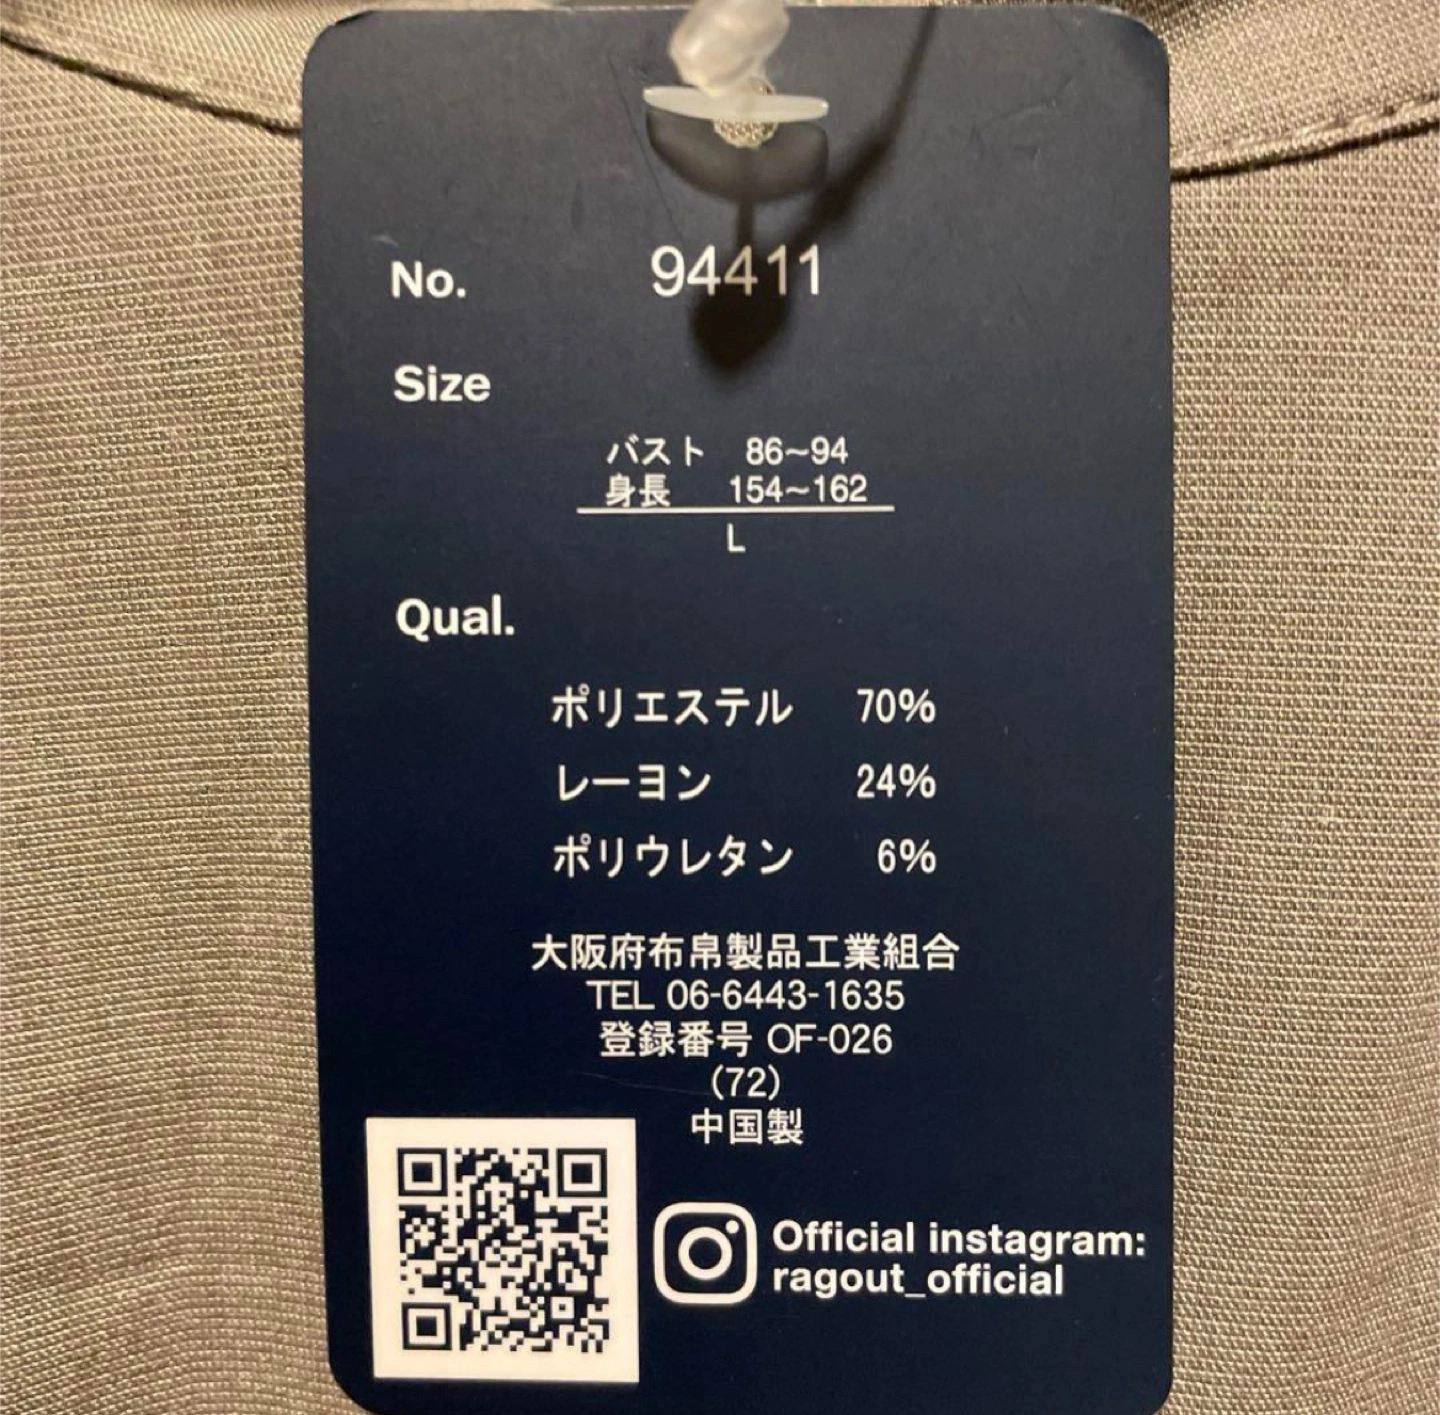 No. 94411
Size
バスト 86~94
身長 154~162
L
Qual.
ポリエステル 70%
レーヨン 24%
ポリウレタン 6%
大阪府布帛製品工業組合
TEL 06-6443-1635
登録番号 OF-026
(72)
中国製
Official instagram:
ragout_official